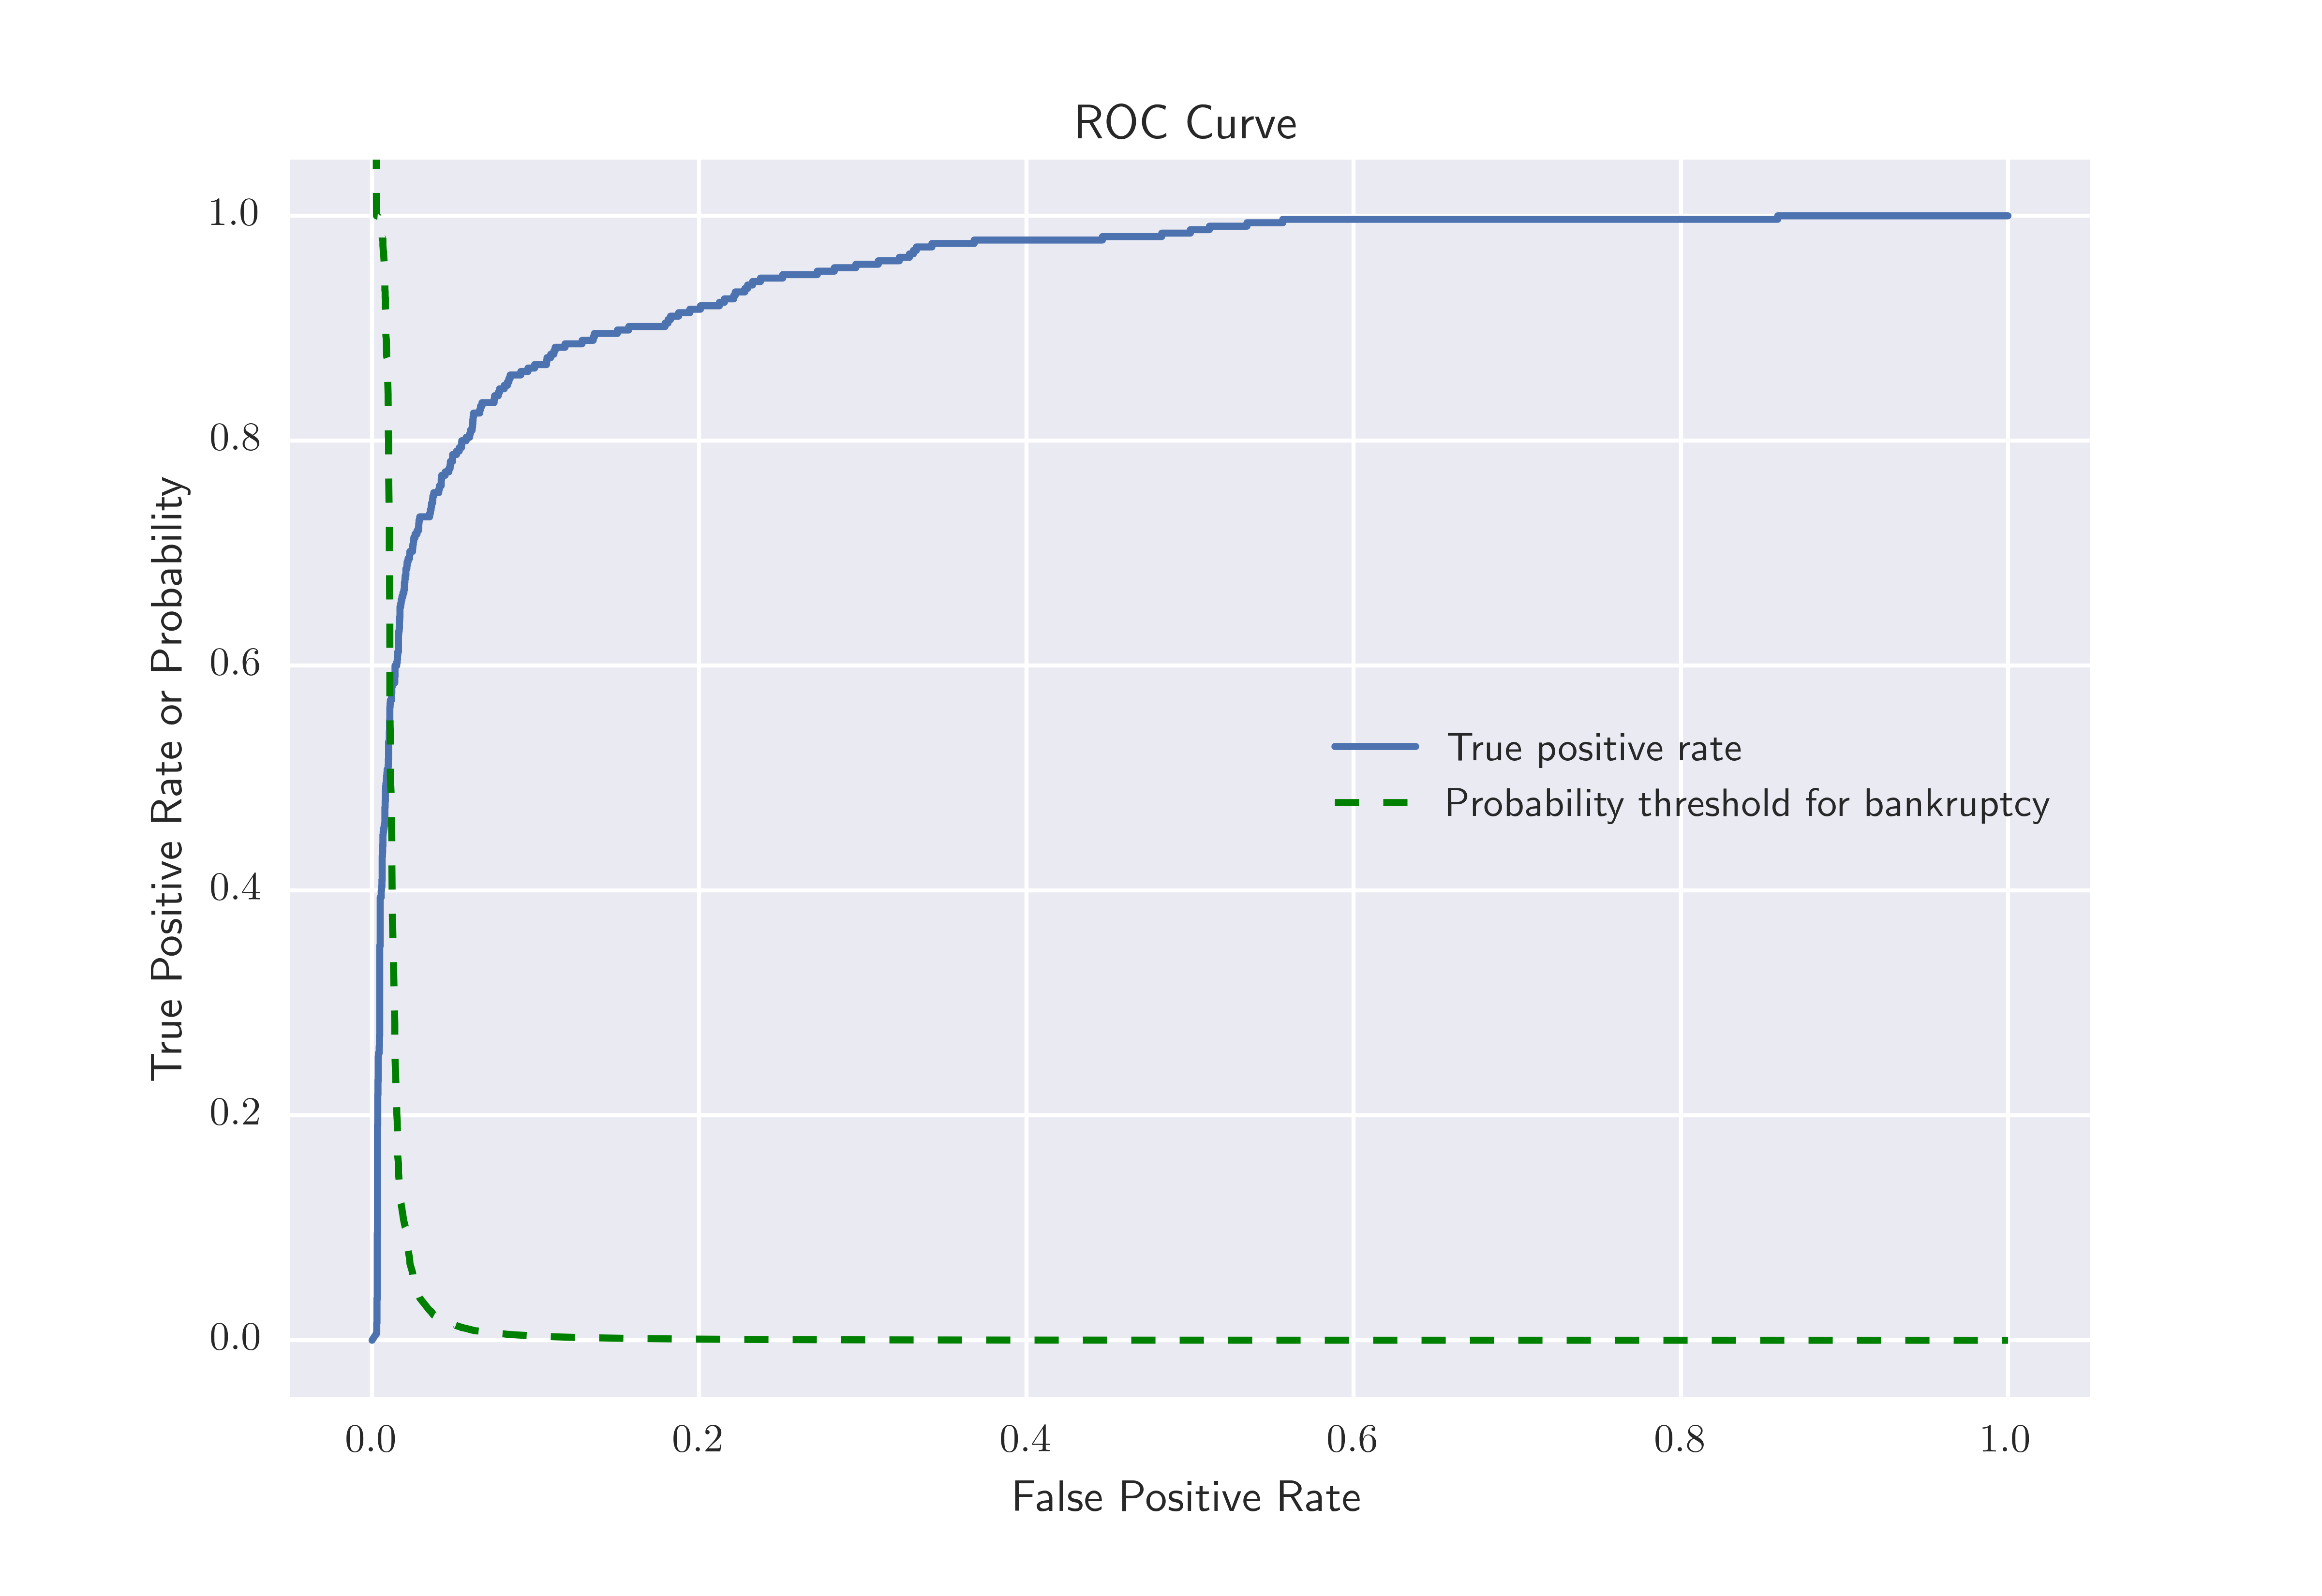 ROC Curve
True Positive Rate or Probability
1.0
0.8
0.6
0.4
0.2
0.0
True positive rate
Probability threshold for bankruptcy
0.0 0.2 0.4 0.6 0.8 1.0
False Positive Rate